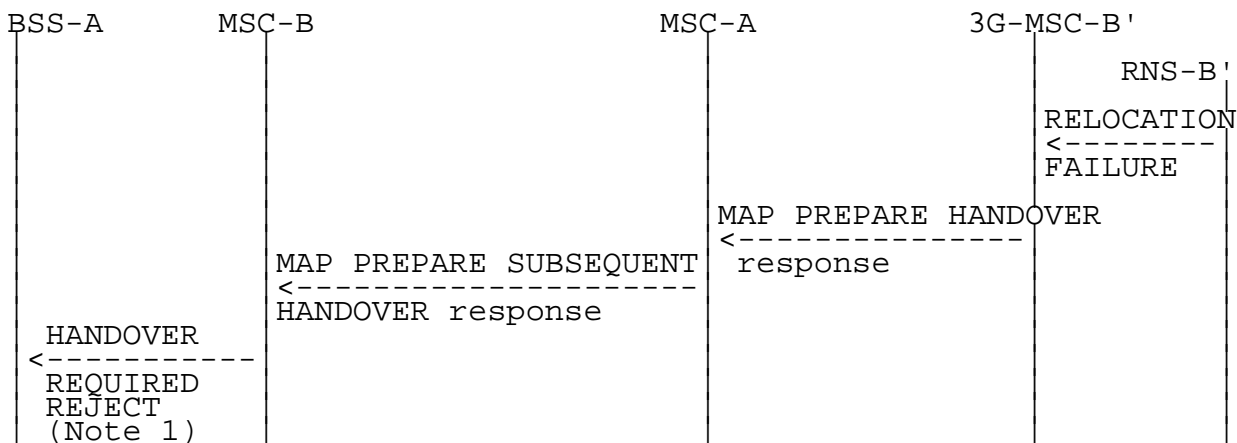 BSS-A MSC-B MSC-A 3G-MSC-B'
RNS-B'
RELOCATION
FAILURE
MAP PREPARE HANDOVER
response
MAP PREPARE SUBSEQUENT
HANDOVER response
HANDOVER
REQUIRED
REJECT
(Note 1)